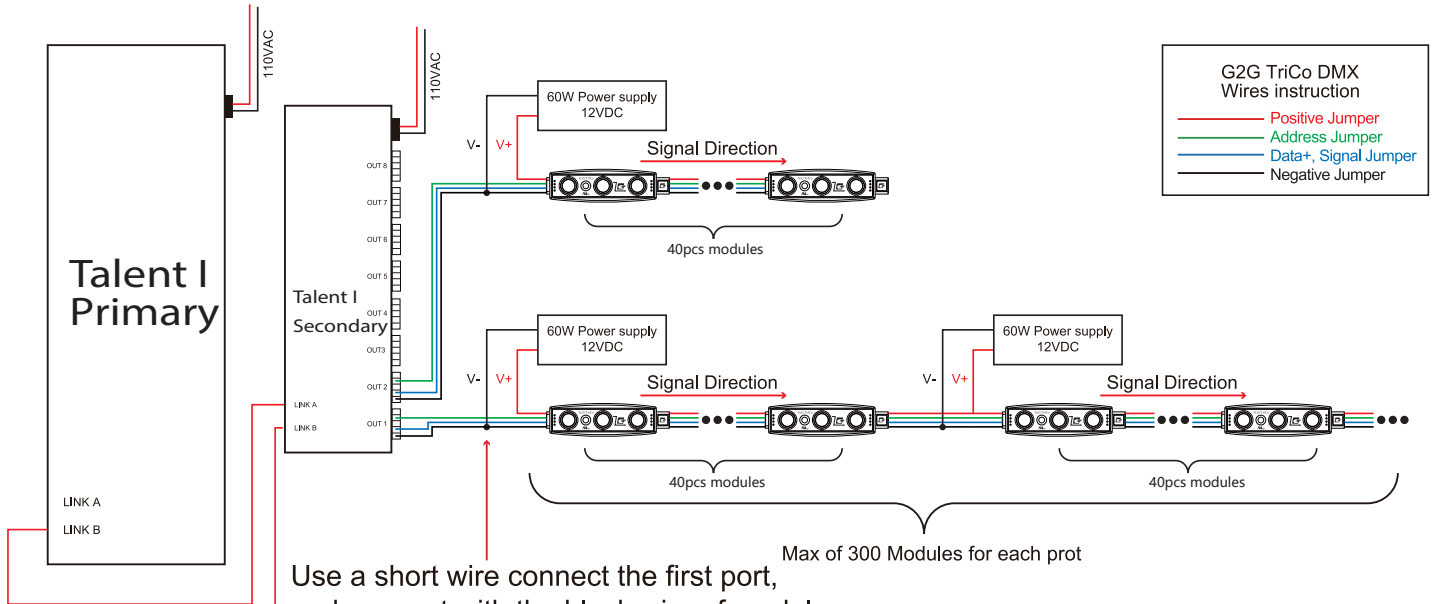 110VAC
110VAC
Talent I
Primary
LINK A
LINK B
Talent I
Secondary
OUT 8
OUT 7
OUT 6
OUT 5
OUT 4
OUT3
OUT 2
OUT 1
LINK A
LINK B
60W Power supply
12VDC
V-
V+
Signal Direction
40pcs modules
60W Power supply
12VDC
V-
V+
Signal Direction
40pcs modules
60W Power supply
12VDC
V-
V+
Signal Direction
40pcs modules
Max of 300 Modules for each prot
Use a short wire connect the first port,
G2G TriCo DMX
Wires instruction
Positive Jumper
Address Jumper
Data+, Signal Jumper
Negative Jumper